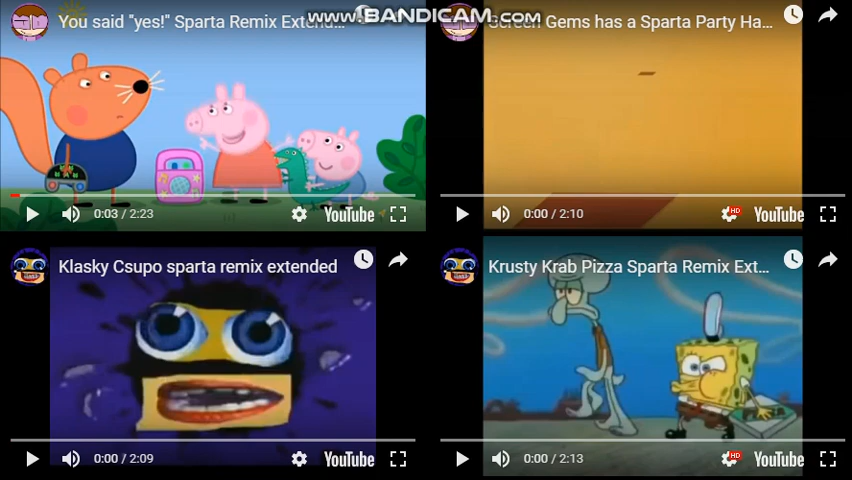 www.BANDICAM.com
You said "yes!" Sparta Remix Extend...
Screen Gems has a Sparta Party Ha...
0:03 / 2:23
YouTube
0:00 / 2:10
HD
YouTube
Klasky Csupo sparta remix extended
Krusty Krab Pizza Sparta Remix Ext...
0:00 / 2:09
YouTube
0:00 / 2:13
HD
YouTube